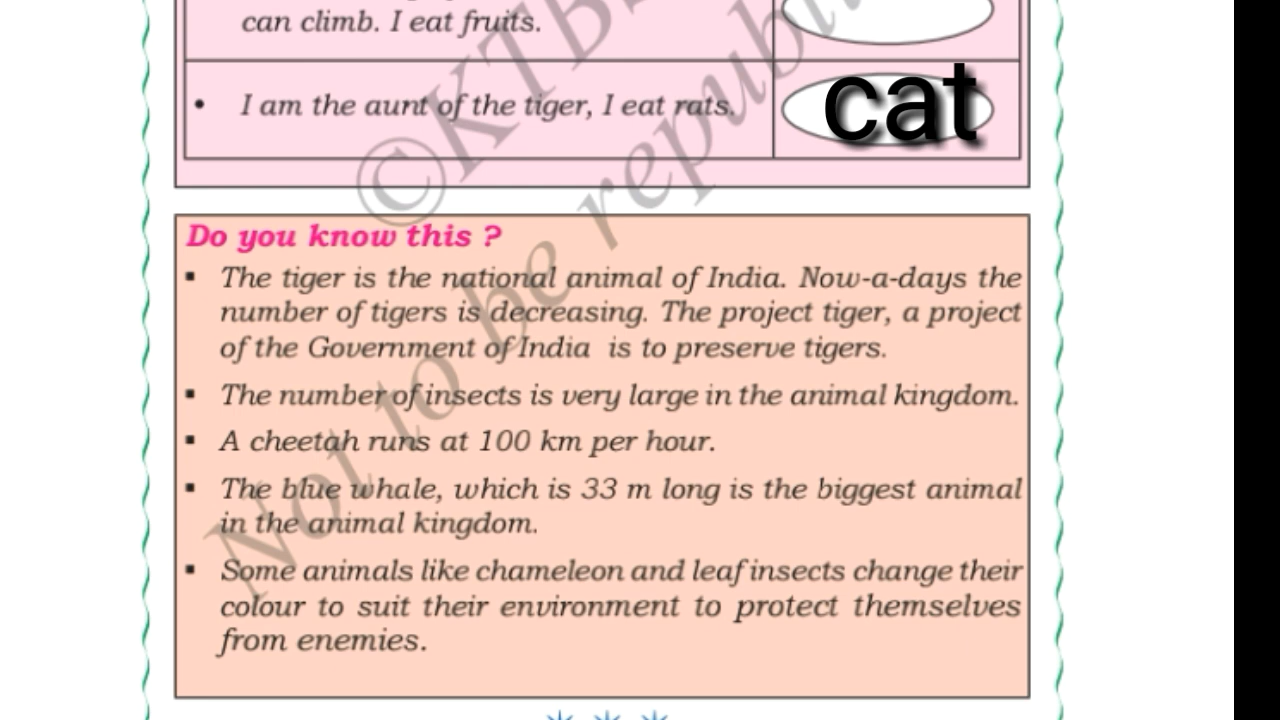 can climb. I eat fruits.
• I am the aunt of the tiger, I eat rats.
cat
Do you know this ?
▪ The tiger is the national animal of India. Now-a-days the
number of tigers is decreasing. The project tiger, a project
of the Government of India is to preserve tigers.
▪ The number of insects is very large in the animal kingdom.
▪ A cheetah runs at 100 km per hour.
▪ The blue whale, which is 33 m long is the biggest animal
in the animal kingdom.
▪ Some animals like chameleon and leaf insects change their
colour to suit their environment to protect themselves
from enemies.
©KTBS
Not to be republi